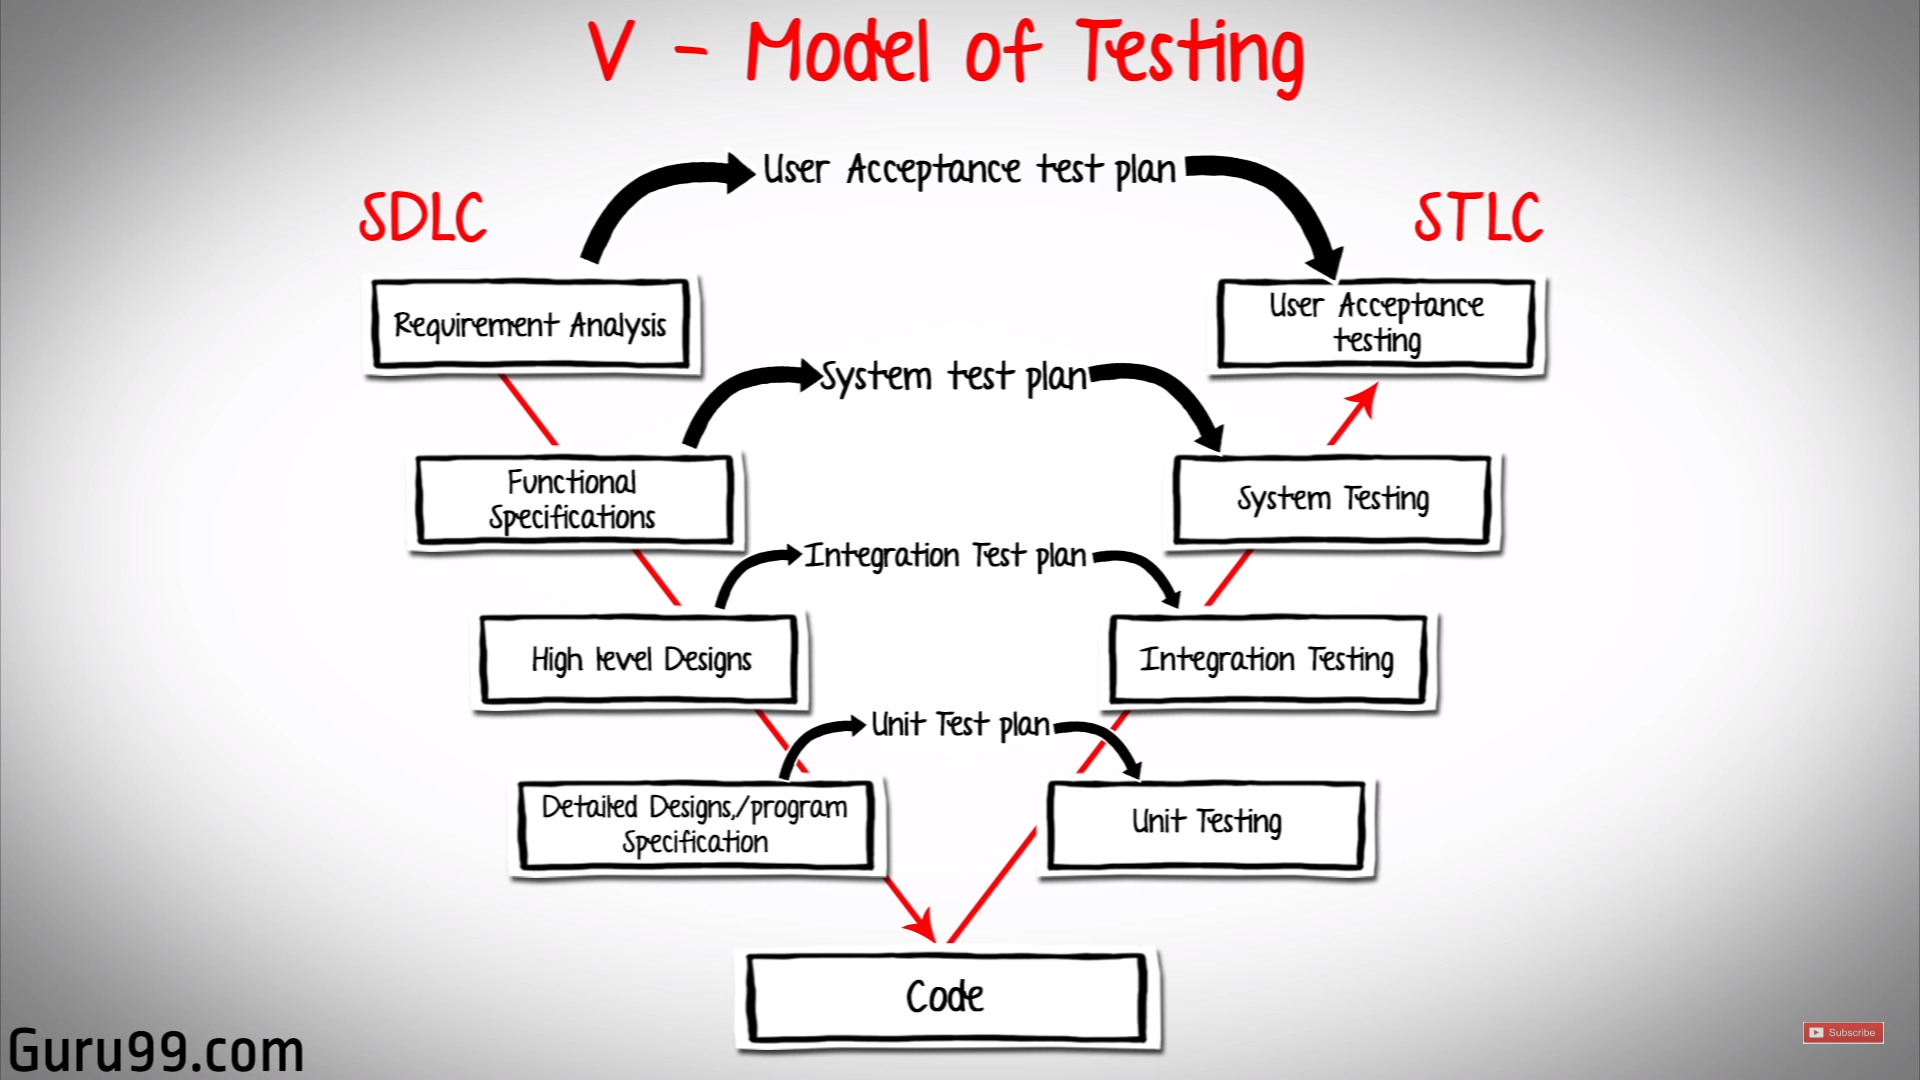 V - Model of Testing
User Acceptance test plan
SDLC
STLC
Requirement Analysis
User Acceptance
testing
System test plan
Functional
Specifications
System Testing
Integration Test plan
High level Designs
Integration Testing
Unit Test plan
Detailed Designs,/program
Specification
Unit Testing
Code
Guru99.com
Subscribe